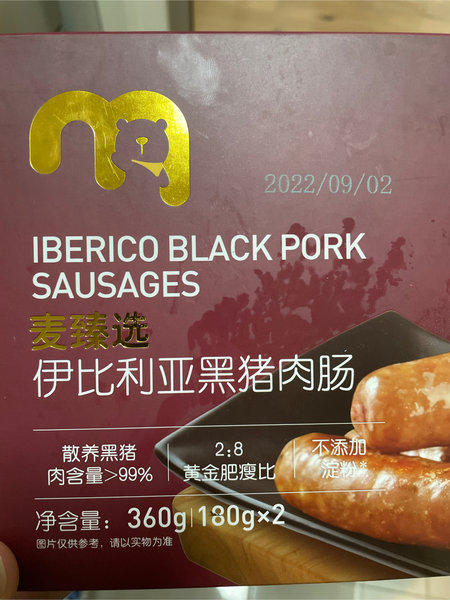 2022/09/02
IBERICO BLACK PORK
SAUSAGES
麦臻选
伊比利亚黑猪肉肠
散养黑猪 2:8 不添加
肉含量>99% 黄金肥瘦比 淀粉*
净含量: 360g|180g×2
图片仅供参考，请以实物为准